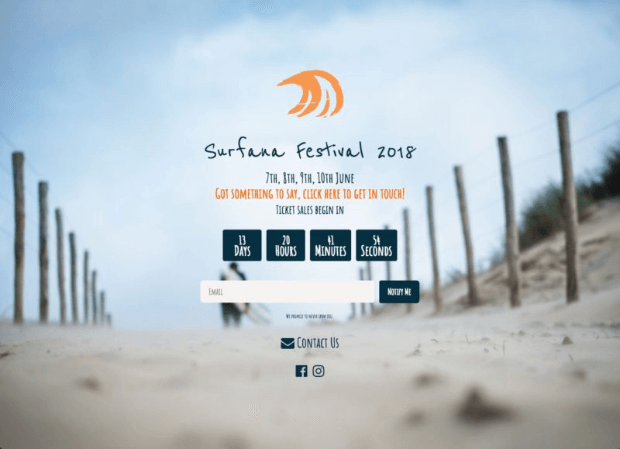 Surfana Festival 2018
7th, 8th, 9th, 10th June
Got something to say, click here to get in touch!
Ticket sales begin in
13 20 41 54
Days Hours Minutes Seconds
Email Notify Me
We promise to never spam you.
Contact Us